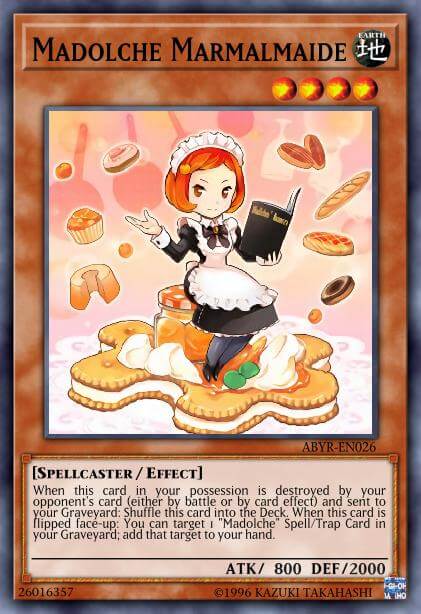 MADOLCHE MARMALMAIDE
EARTH
地
ABYR-EN026
[SPELLCASTER / EFFECT]
When this card in your possession is destroyed by your
opponent's card (either by battle or by card effect) and sent to
your Graveyard: Shuffle this card into the Deck. When this card is
flipped face-up: You can target 1 "Madolche" Spell/Trap Card in
your Graveyard; add that target to your hand.
ATK/ 800 DEF/2000
26016357
©1996 KAZUKI TAKAHASHI